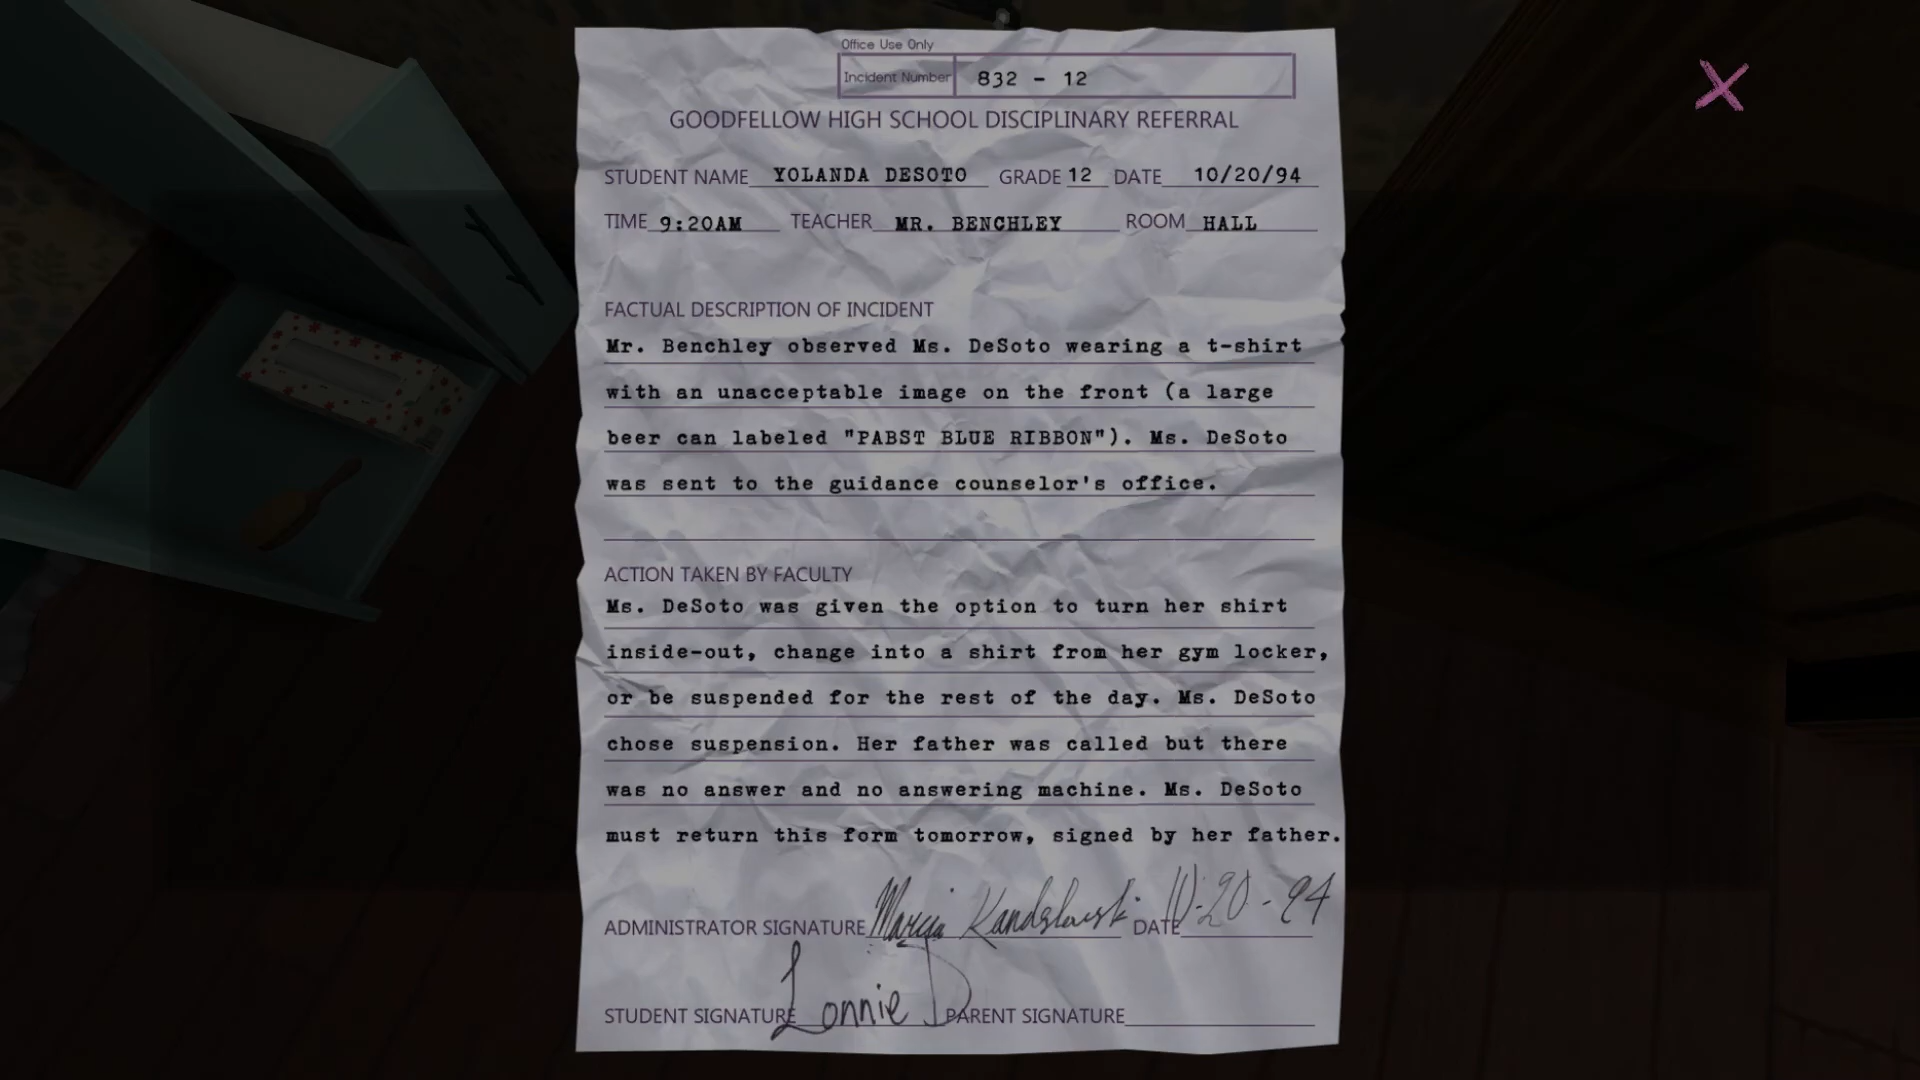 Office Use Only
Incident Number 832 - 12
GOODFELLOW HIGH SCHOOL DISCIPLINARY REFERRAL
STUDENT NAME YOLANDA DESOTO GRADE 12 DATE 10/20/94
TIME 9:20AM TEACHER MR. BENCHLEY ROOM HALL
FACTUAL DESCRIPTION OF INCIDENT
Mr. Benchley observed Ms. DeSoto wearing a t-shirt
with an unacceptable image on the front (a large
beer can labeled "PABST BLUE RIBBON"). Ms. DeSoto
was sent to the guidance counselor's office.
ACTION TAKEN BY FACULTY
Ms. DeSoto was given the option to turn her shirt
inside-out, change into a shirt from her gym locker,
or be suspended for the rest of the day. Ms. DeSoto
chose suspension. Her father was called but there
was no answer and no answering machine. Ms. DeSoto
must return this form tomorrow, signed by her father.
ADMINISTRATOR SIGNATURE DATE 10-20-94
STUDENT SIGNATURE Lonnie D PARENT SIGNATURE